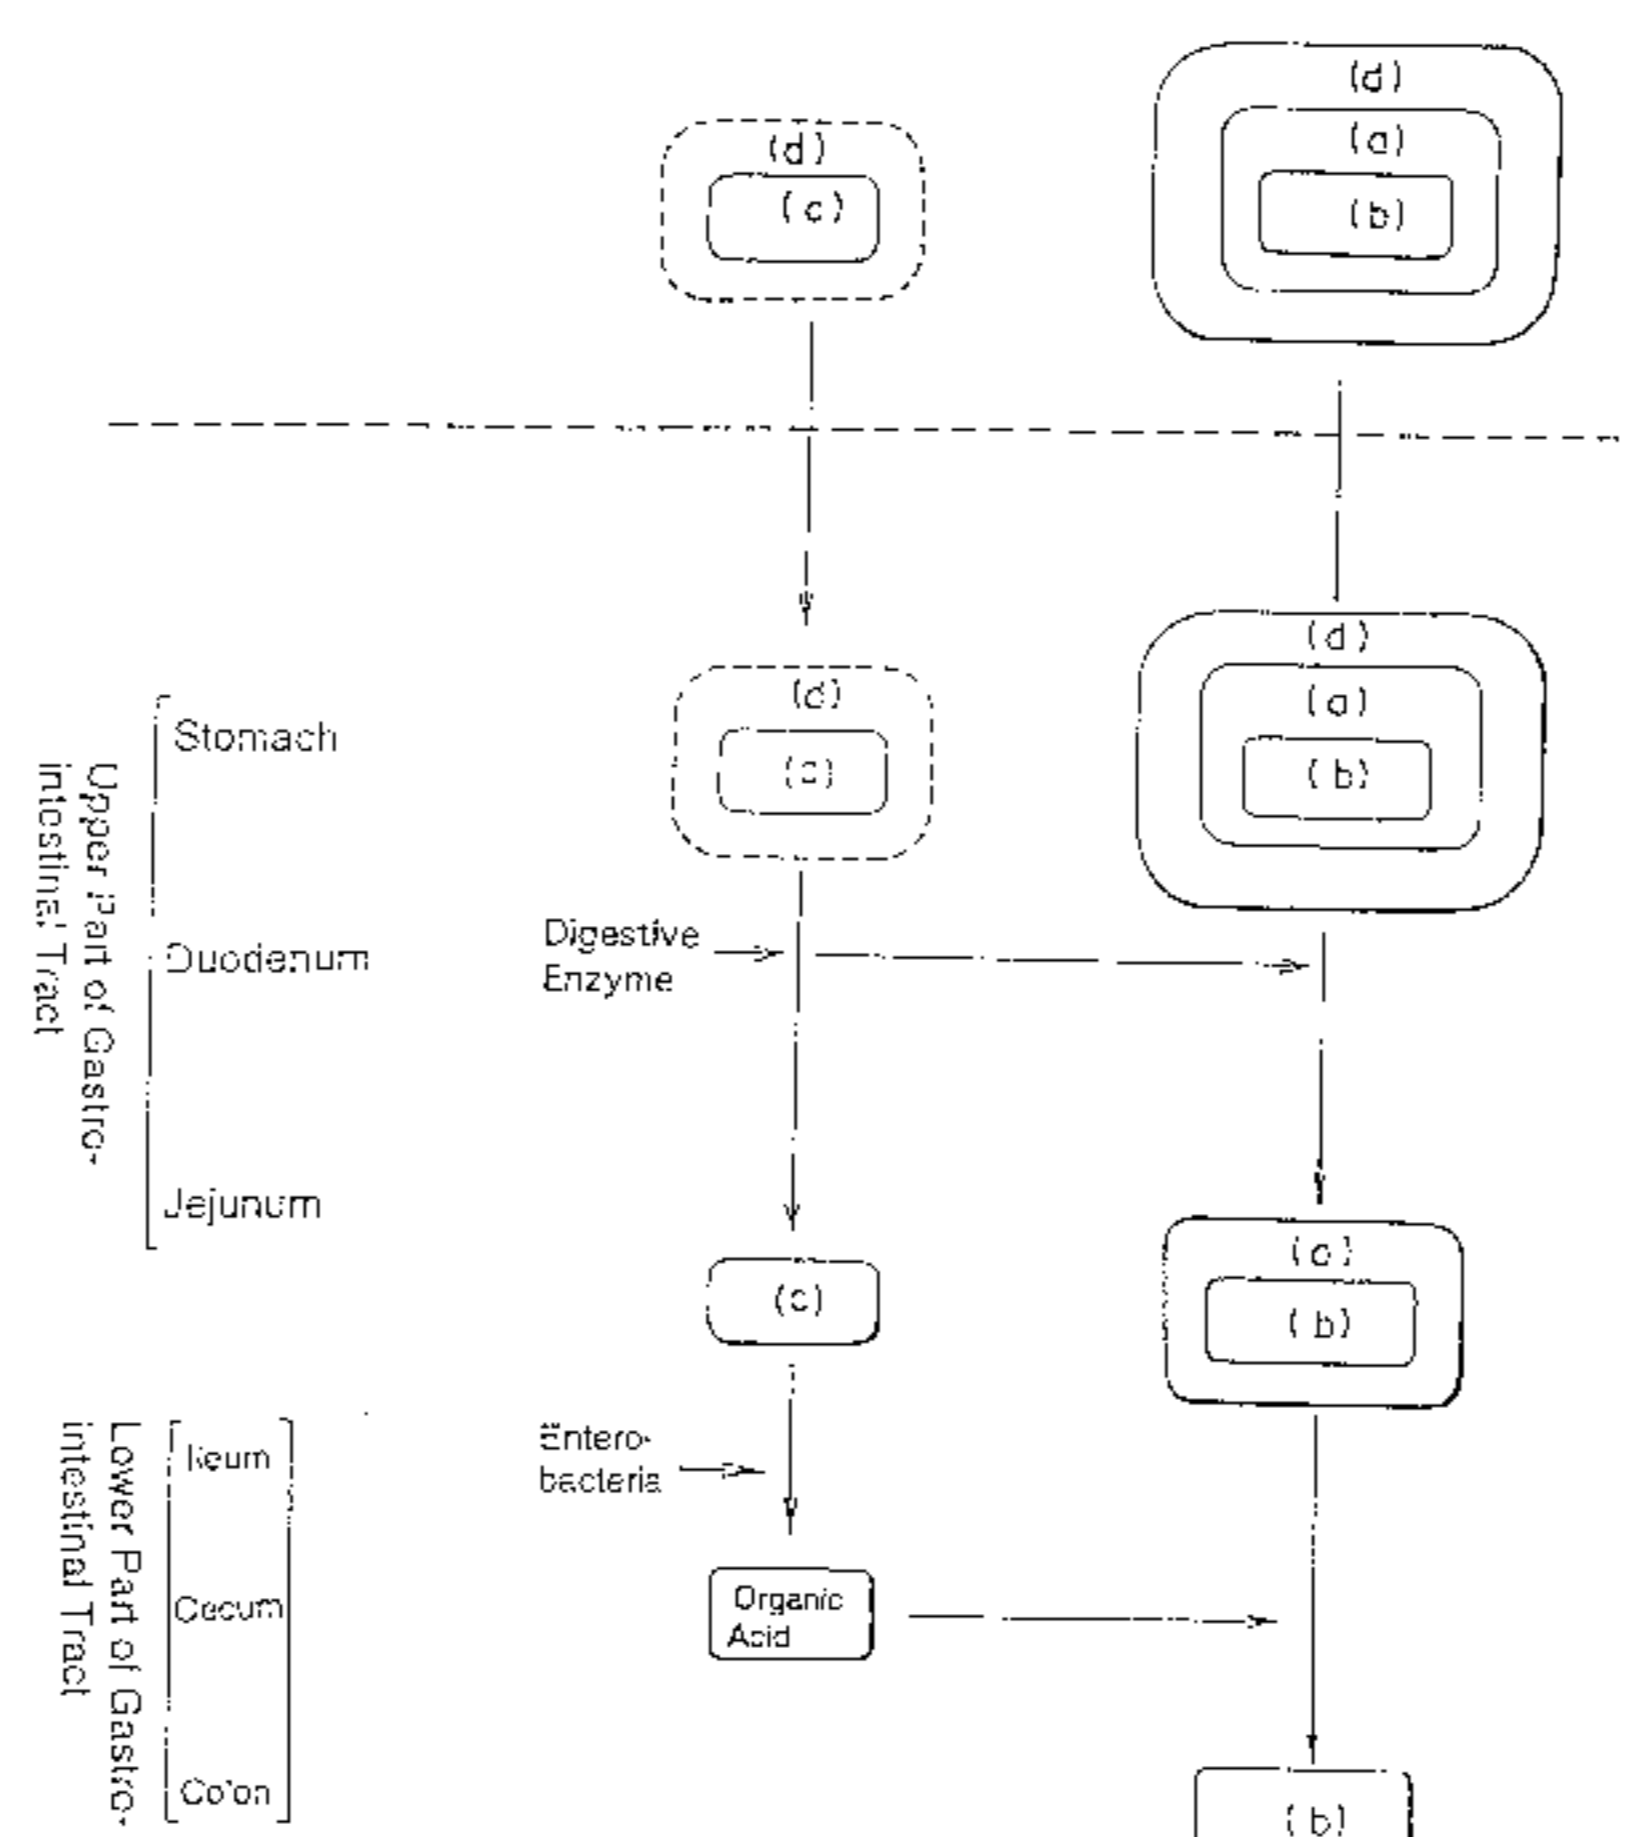 (d)
(a)
(b)
(d)
(c)
(d)
(a)
(b)
(d)
(c)
Stomach
Upper Part of Gastro-
intestinal Tract
Digestive
Enzyme
Duodenum
Jejunum
(a)
(b)
(c)
Entero-
bacteria
Ileum
Lower Part of Gastro-
intestinal Tract
Cecum
Organic
Acid
Colon
(b)